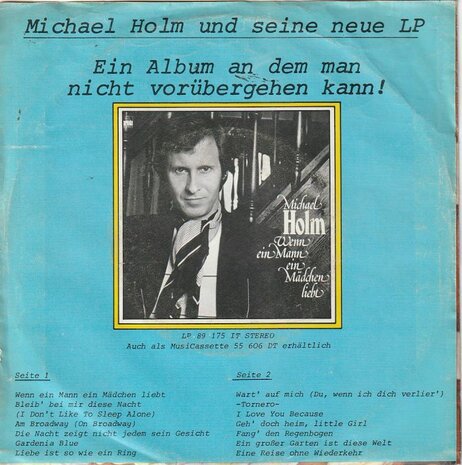 Michael Holm und seine neue LP
Ein Album an dem man
nicht vorübergehen kann!
Michael
Holm
Wenn
ein Mann
ein
Mädchen
liebt
LP 89 175 IT STEREO
Auch als MusiCassette 55 606 DT erhältlich
Seite 1
Wenn ein Mann ein Mädchen liebt
Bleib' bei mir diese Nacht
(I Don't Like To Sleep Alone)
Am Broadway (On Broadway)
Die Nacht zeigt nicht jedem sein Gesicht
Gardenia Blue
Liebe ist so wie ein Ring
Seite 2
Wart' auf mich (Du, wenn ich dich verlier')
-Tornero-
I Love You Because
Geh' doch heim, little Girl
Fang' den Regenbogen
Ein großer Garten ist diese Welt
Eine Reise ohne Wiederkehr